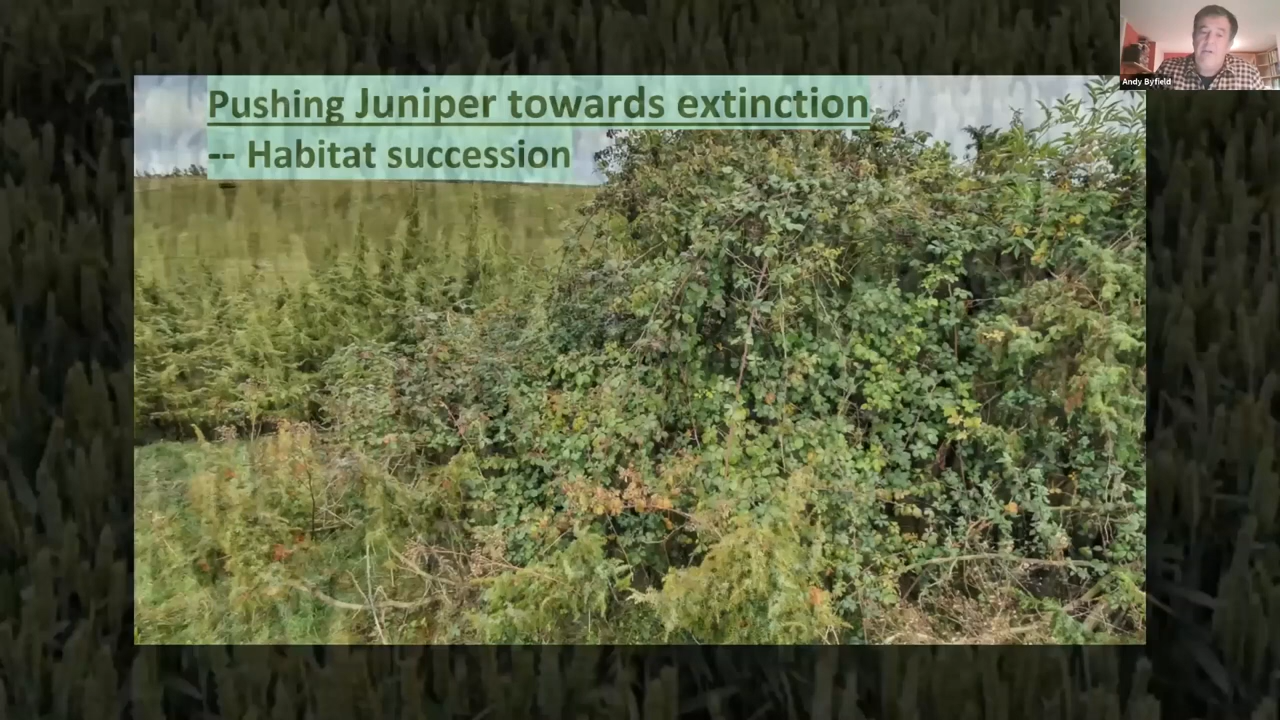 Pushing Juniper towards extinction
-- Habitat succession
Andy Byfield